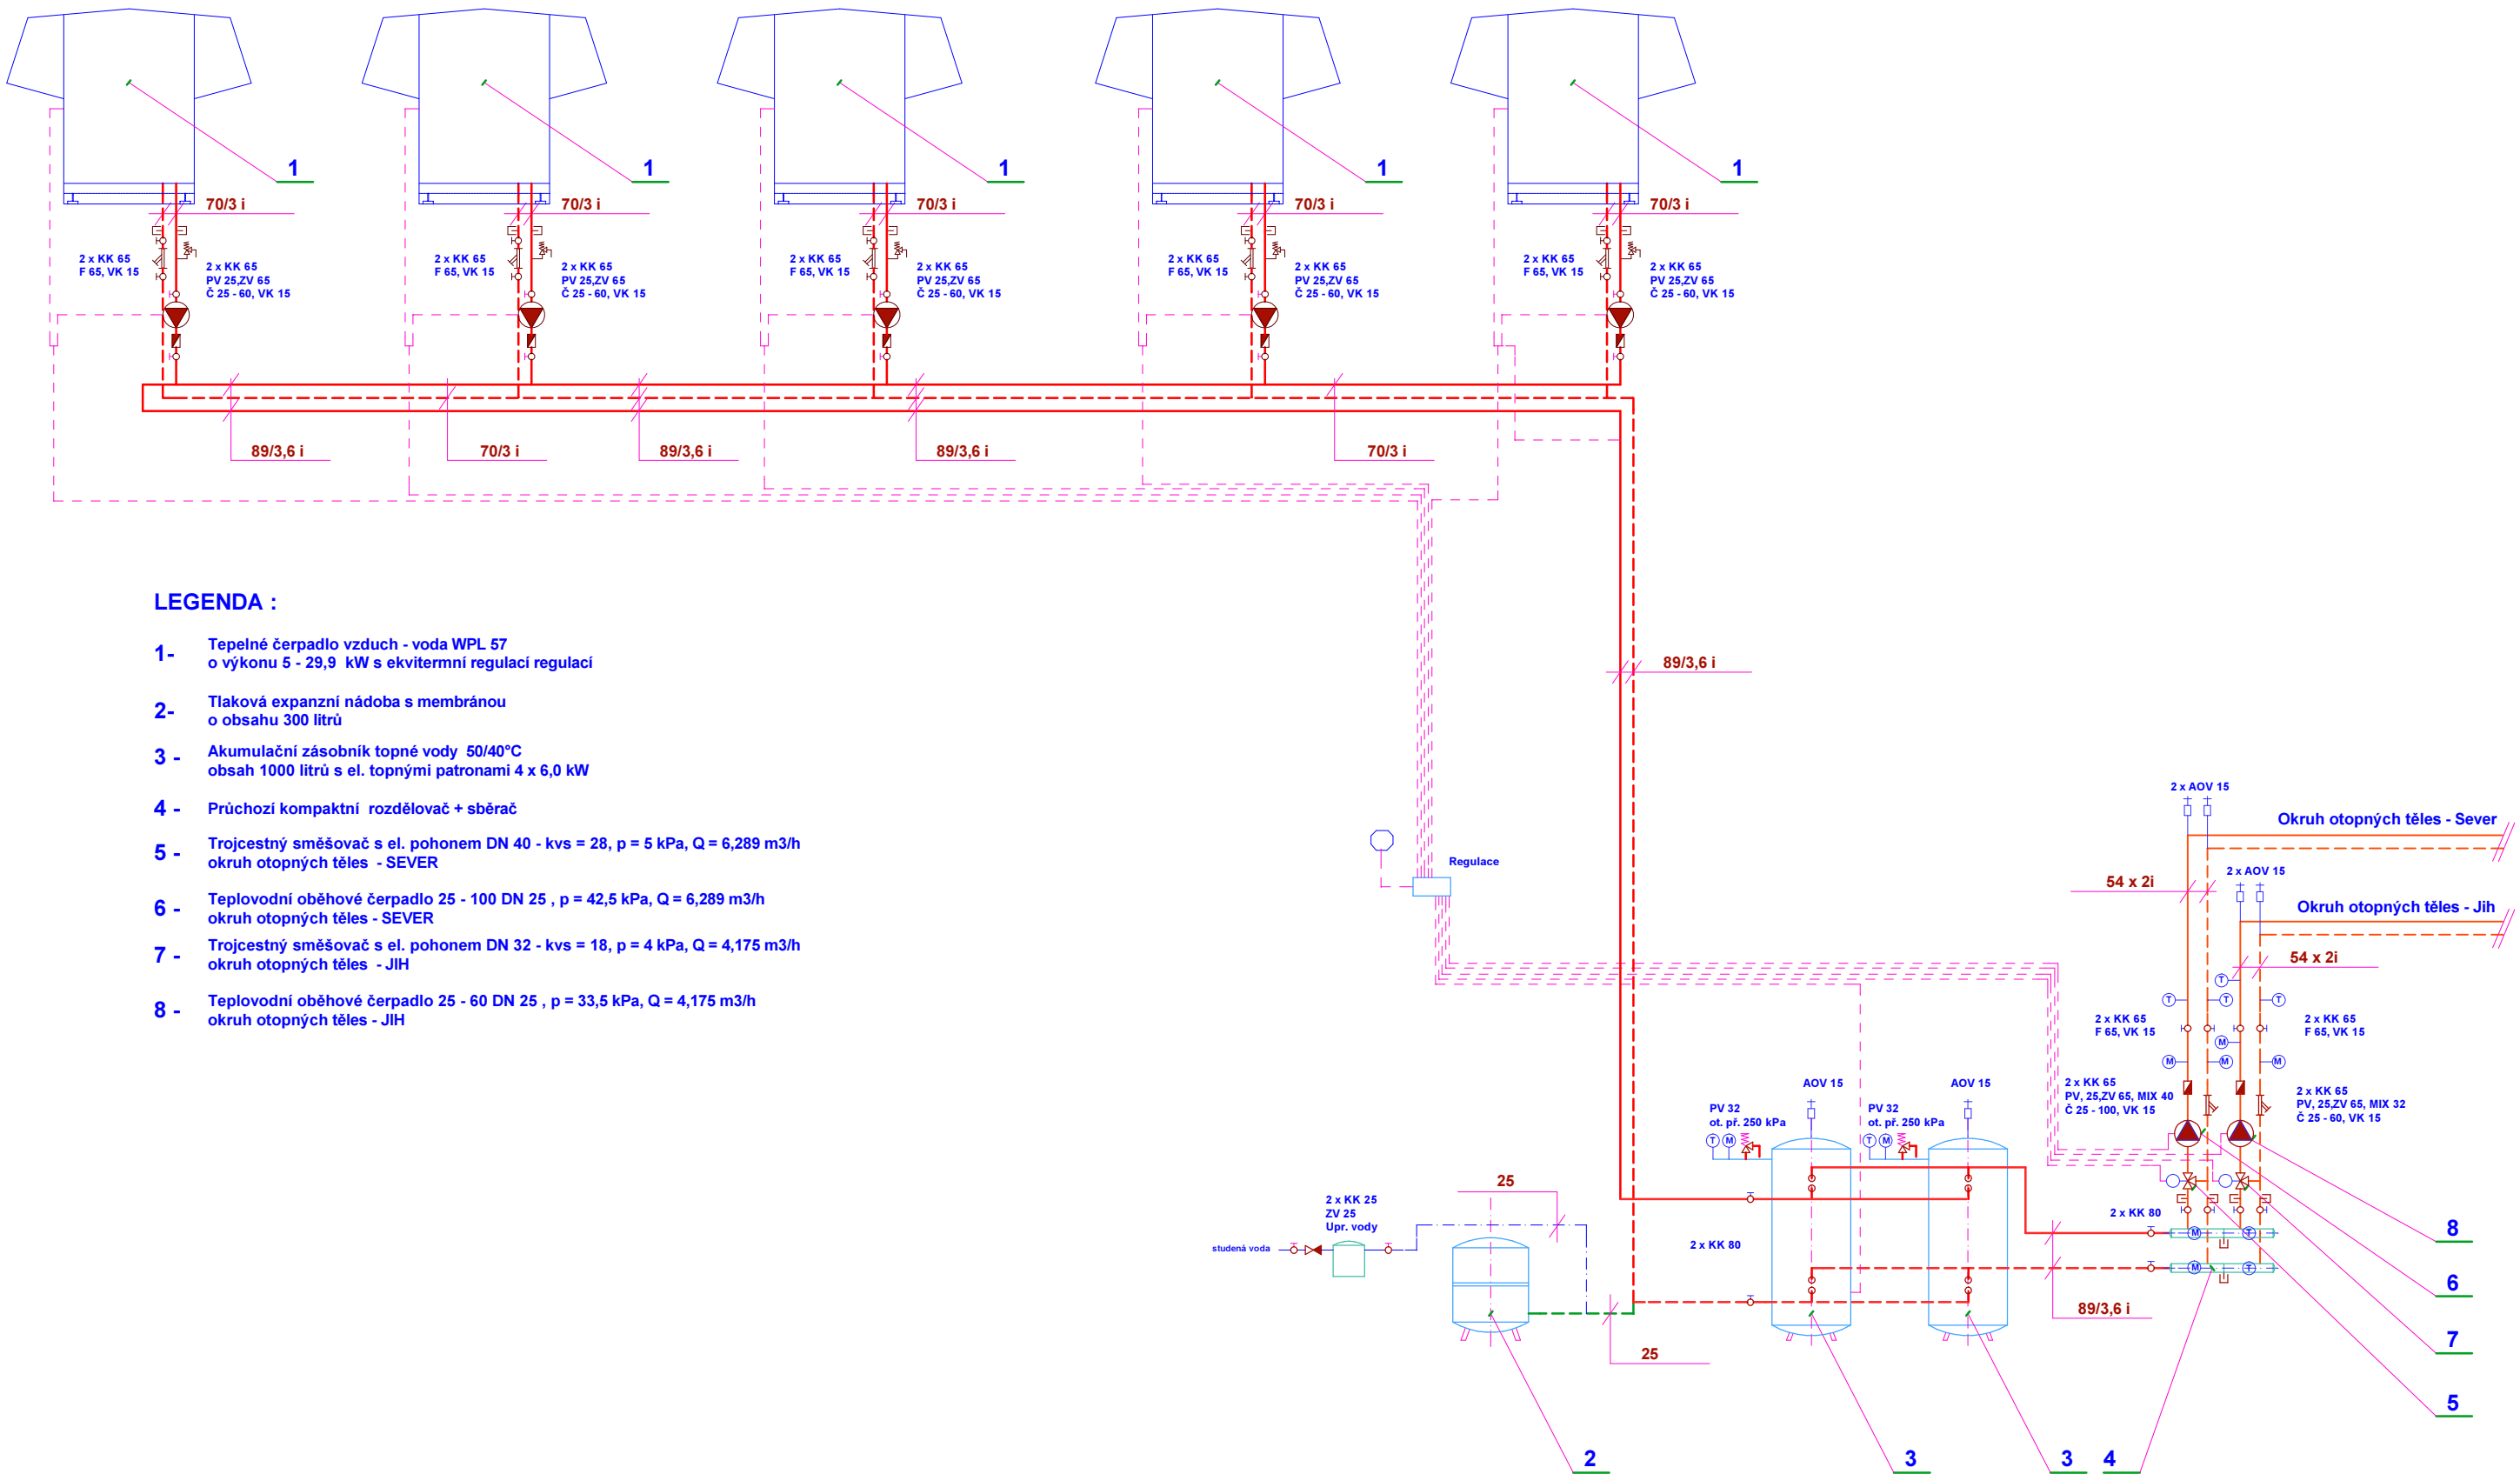 1
1
1
1
1
70/3 i
70/3 i
70/3 i
70/3 i
70/3 i
2 x KK 65
F 65, VK 15
2 x KK 65
PV 25,ZV 65
Č 25 - 60, VK 15
2 x KK 65
F 65, VK 15
2 x KK 65
PV 25,ZV 65
Č 25 - 60, VK 15
2 x KK 65
F 65, VK 15
2 x KK 65
PV 25,ZV 65
Č 25 - 60, VK 15
2 x KK 65
F 65, VK 15
2 x KK 65
PV 25,ZV 65
Č 25 - 60, VK 15
2 x KK 65
F 65, VK 15
2 x KK 65
PV 25,ZV 65
Č 25 - 60, VK 15
89/3,6 i
70/3 i
89/3,6 i
89/3,6 i
70/3 i
LEGENDA :
1- Tepelné čerpadlo vzduch - voda WPL 57
o výkonu 5 - 29,9 kW s ekvitermní regulací regulací
2- Tlaková expanzní nádoba s membránou
o obsahu 300 litrů
3 - Akumulační zásobník topné vody 50/40°C
obsah 1000 litrů s el. topnými patronami 4 x 6,0 kW
4 - Průchozí kompaktní rozdělovač + sběrač
5 - Trojcestný směšovač s el. pohonem DN 40 - kvs = 28, p = 5 kPa, Q = 6,289 m3/h
okruh otopných těles - SEVER
6 - Teplovodní oběhové čerpadlo 25 - 100 DN 25 , p = 42,5 kPa, Q = 6,289 m3/h
okruh otopných těles - SEVER
7 - Trojcestný směšovač s el. pohonem DN 32 - kvs = 18, p = 4 kPa, Q = 4,175 m3/h
okruh otopných těles - JIH
8 - Teplovodní oběhové čerpadlo 25 - 60 DN 25 , p = 33,5 kPa, Q = 4,175 m3/h
okruh otopných těles - JIH
89/3,6 i
Regulace
2 x AOV 15
Okruh otopných těles - Sever
2 x AOV 15
54 x 2i
Okruh otopných těles - Jih
54 x 2i
T
T
T
T
2 x KK 65
F 65, VK 15
2 x KK 65
F 65, VK 15
M
M
M
M
2 x KK 65
PV, 25,ZV 65, MIX 40
Č 25 - 100, VK 15
2 x KK 65
PV, 25,ZV 65, MIX 32
Č 25 - 60, VK 15
AOV 15
AOV 15
PV 32
ot. př. 250 kPa
T M
PV 32
ot. př. 250 kPa
T M
25
2 x KK 25
ZV 25
Upr. vody
studená voda
2 x KK 80
2 x KK 80
M T
M T
89/3,6 i
25
8
6
7
5
2
3
3
4